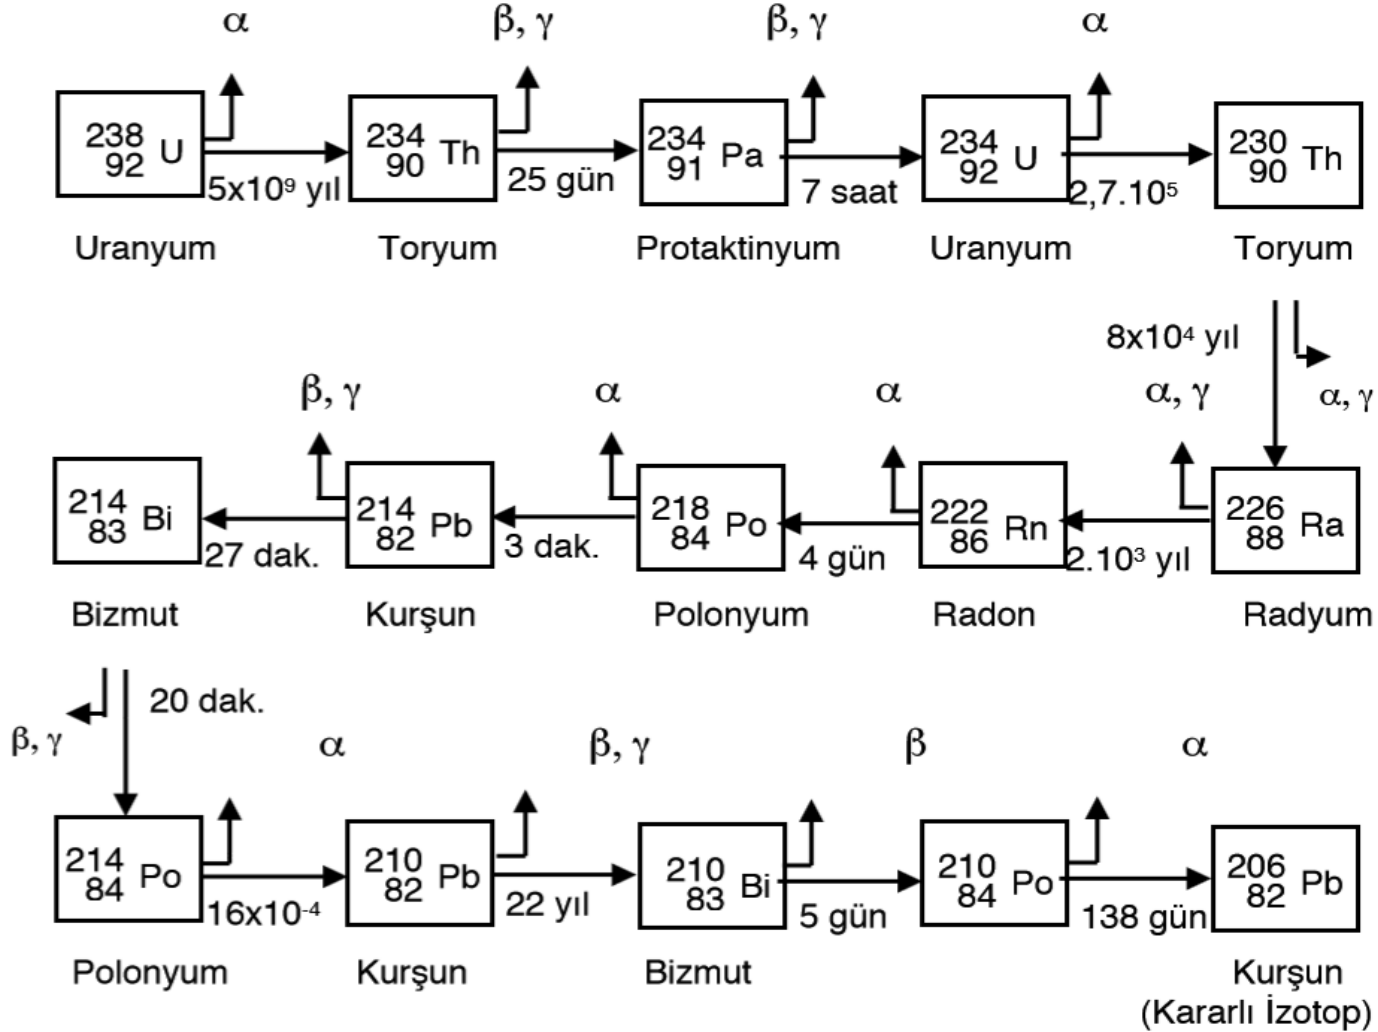 α β, γ β, γ α
238 92 U 234 90 Th 234 91 Pa 234 92 U 230 90 Th
5x10⁹ yıl 25 gün 7 saat 2,7.10⁵
Uranyum Toryum Protaktinyum Uranyum Toryum
8x10⁴ yıl
β, γ α α α, γ α, γ
214 83 Bi 214 82 Pb 218 84 Po 222 86 Rn 226 88 Ra
27 dak. 3 dak. 4 gün 2.10³ yıl
Bizmut Kurşun Polonyum Radon Radyum
20 dak.
β, γ α β, γ β α
214 84 Po 210 82 Pb 210 83 Bi 210 84 Po 206 82 Pb
16x10⁻⁴ 22 yıl 5 gün 138 gün
Polonyum Kurşun Bizmut Kurşun
(Kararlı İzotop)